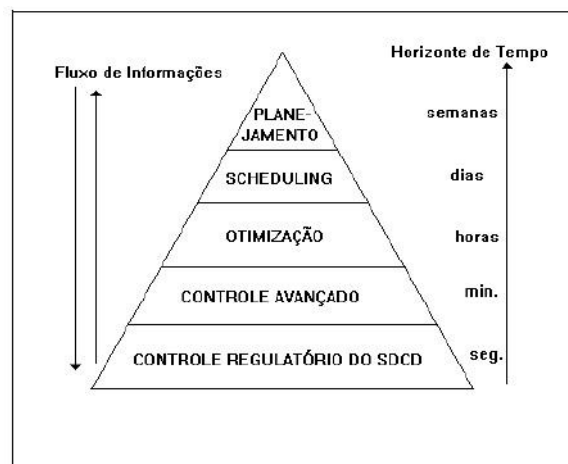 Horizonte de Tempo
Fluxo de Informações
PLANE-
JAMENTO
semanas
SCHEDULING
dias
OTIMIZAÇÃO
horas
CONTROLE AVANÇADO
min.
CONTROLE REGULATÓRIO DO SDCD
seg.